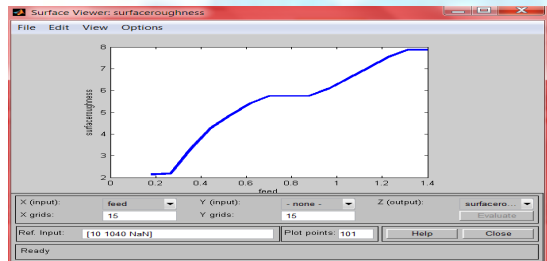 Surface Viewer: surfaceroughness
File Edit View Options
8
7
6
5
4
3
2
surfaceroughness
0 0.2 0.4 0.6 0.8 1 1.2 1.4
feed
X (input): feed Y (input): - none - Z (output): surfacero...
X grids: 15 Y grids: 15 Evaluate
Ref. Input: [10 1040 NaN] Plot points: 101 Help Close
Ready